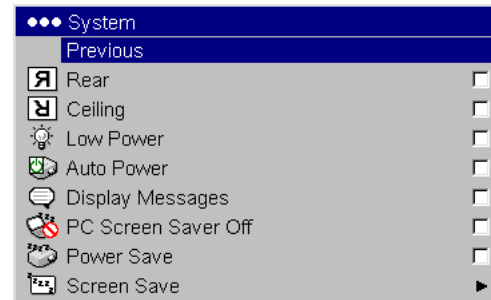 System
Previous
Rear
Ceiling
Low Power
Auto Power
Display Messages
PC Screen Saver Off
Power Save
Screen Save